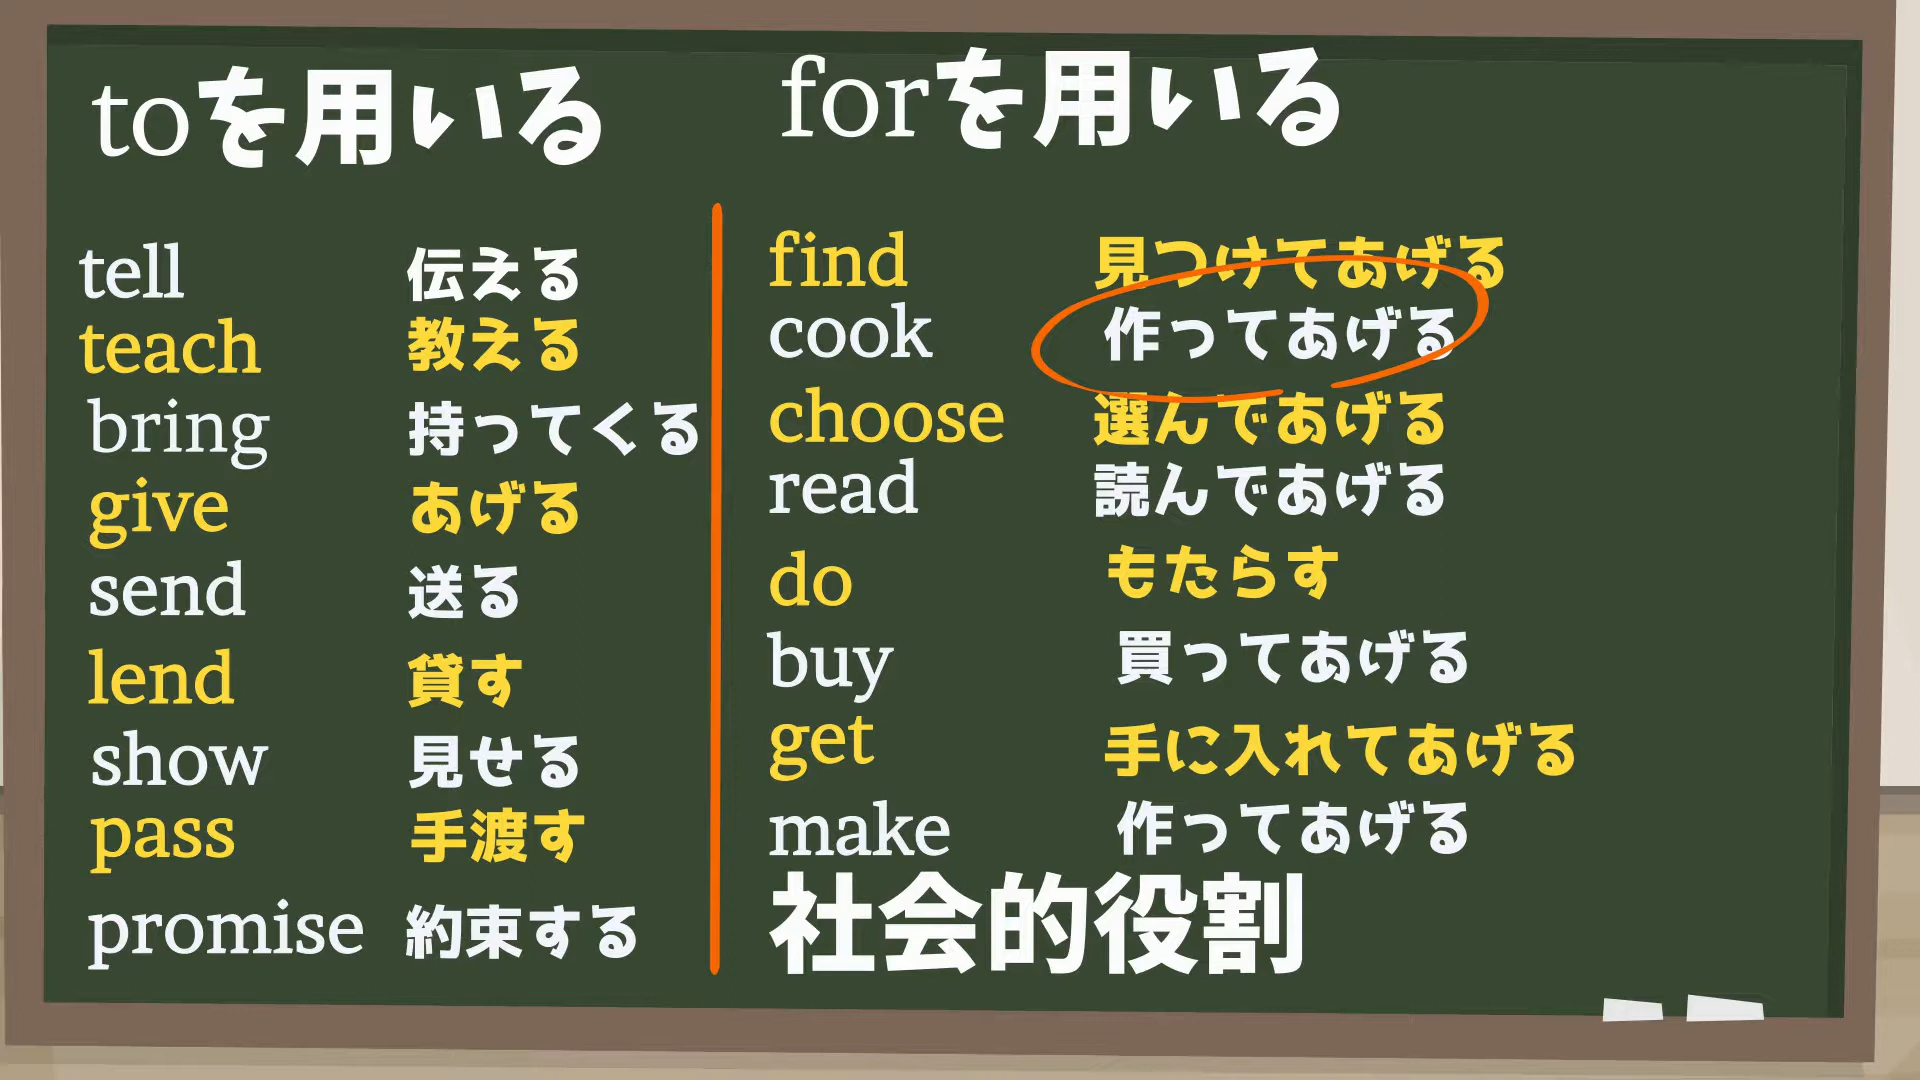 toを用いる
tell 伝える
teach 教える
bring 持ってくる
give あげる
send 送る
lend 貸す
show 見せる
pass 手渡す
promise 約束する
forを用いる
find 見つけてあげる
cook 作ってあげる
choose 選んであげる
read 読んであげる
do もたらす
buy 買ってあげる
get 手に入れてあげる
make 作ってあげる
社会的役割